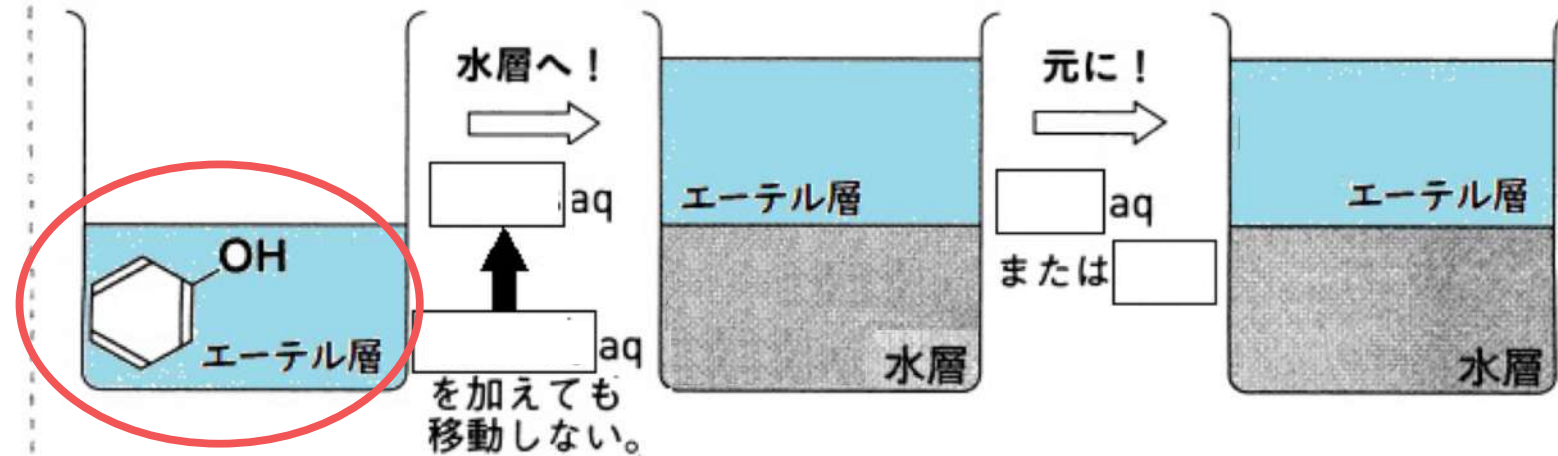 OH
エーテル層
水層へ!
aq
aq
を加えても
移動しない。
エーテル層
水層
元に!
aq
または
エーテル層
水層